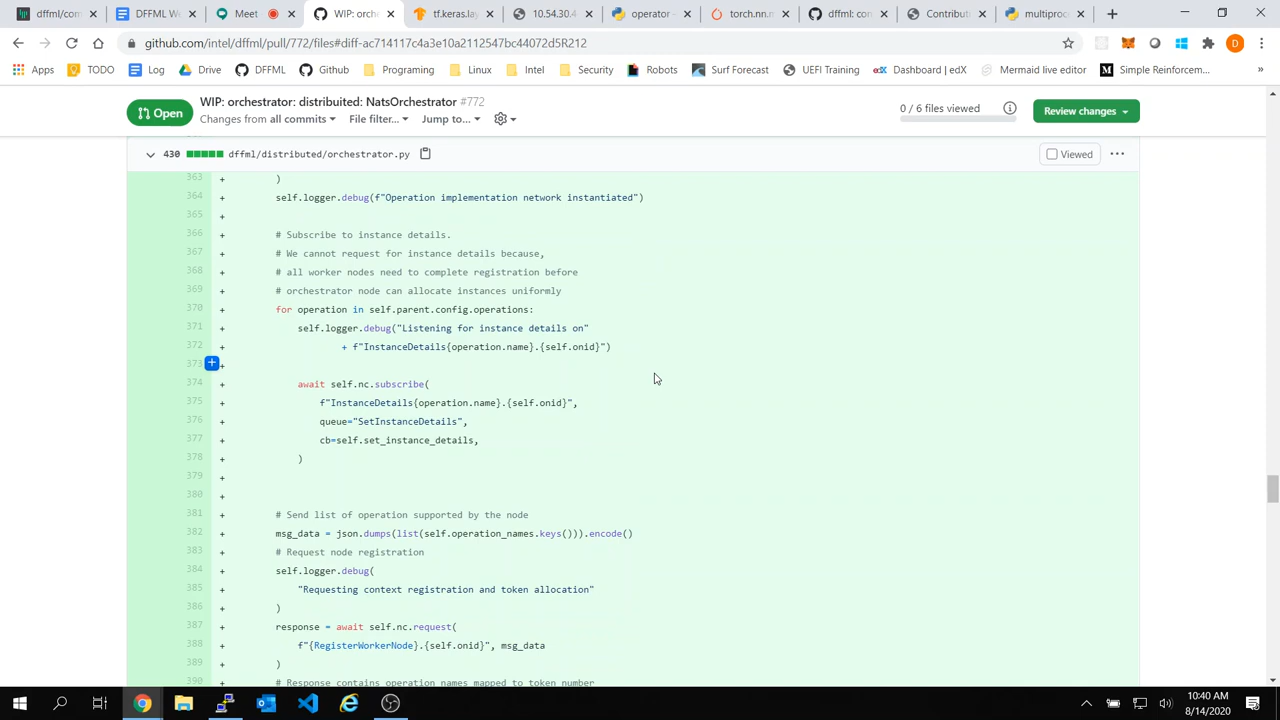 dffml/com
DFFML We
Meet
WIP: orche
tf.keras.lay
10.54.30.4
operator –
torch.nn.m
dffml: con
Contributi
multiproc
github.com/intel/dffml/pull/772/files#diff-ac714117c4a3e10a2112547bc44072d5R212
D
Apps
TODO
Log
Drive
DFFML
Github
Programing
Linux
Intel
Security
Robots
Surf Forecast
UEFI Training
Dashboard | edX
Mermaid live editor
Simple Reinforcem...
»
Open
WIP: orchestrator: distribuited: NatsOrchestrator #772
Changes from all commits
File filter...
Jump to...
0 / 6 files viewed
Review changes
430 dffml/distributed/orchestrator.py
Viewed
363 + )
364 + self.logger.debug(f"Operation implementation network instantiated")
365 +
366 + # Subscribe to instance details.
367 + # We cannot request for instance details because,
368 + # all worker nodes need to complete registration before
369 + # orchestrator node can allocate instances uniformly
370 + for operation in self.parent.config.operations:
371 + self.logger.debug("Listening for instance details on"
372 + + f"InstanceDetails{operation.name}.{self.onid}")
373 +
374 + await self.nc.subscribe(
375 + f"InstanceDetails{operation.name}.{self.onid}",
376 + queue="SetInstanceDetails",
377 + cb=self.set_instance_details,
378 + )
379 +
380 +
381 + # Send list of operation supported by the node
382 + msg_data = json.dumps(list(self.operation_names.keys())).encode()
383 + # Request node registration
384 + self.logger.debug(
385 + "Requesting context registration and token allocation"
386 + )
387 + response = await self.nc.request(
388 + f"{RegisterWorkerNode}.{self.onid}", msg_data
389 + )
390 + # Response contains operation names mapped to token number
10:40 AM
8/14/2020